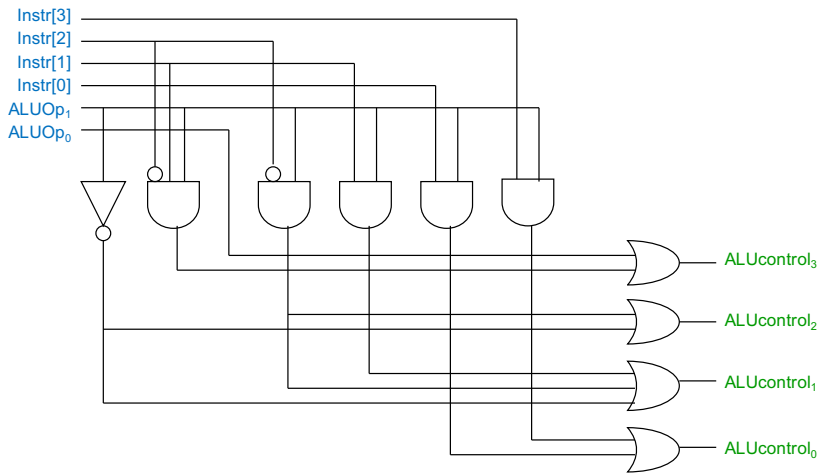 Instr[3]
Instr[2]
Instr[1]
Instr[0]
ALUOp₁
ALUOp₀
ALUcontrol₃
ALUcontrol₂
ALUcontrol₁
ALUcontrol₀